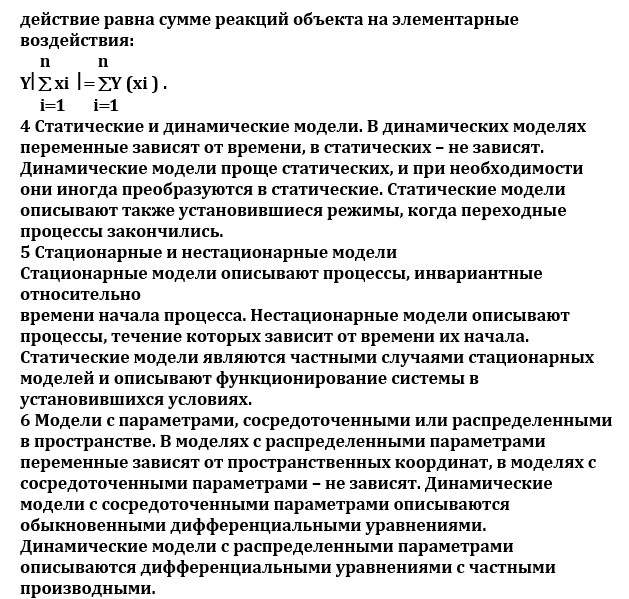 действие равна сумме реакций объекта на элементарные
воздействия:
n n
Y| ∑ xi |= ∑Y (xi ) .
i=1 i=1
4 Статические и динамические модели. В динамических моделях
переменные зависят от времени, в статических – не зависят.
Динамические модели проще статических, и при необходимости
они иногда преобразуются в статические. Статические модели
описывают также установившиеся режимы, когда переходные
процессы закончились.
5 Стационарные и нестационарные модели
Стационарные модели описывают процессы, инвариантные
относительно
времени начала процесса. Нестационарные модели описывают
процессы, течение которых зависит от времени их начала.
Статические модели являются частными случаями стационарных
моделей и описывают функционирование системы в
установившихся условиях.
6 Модели с параметрами, сосредоточенными или распределенными
в пространстве. В моделях с распределенными параметрами
переменные зависят от пространственных координат, в моделях с
сосредоточенными параметрами – не зависят. Динамические
модели с сосредоточенными параметрами описываются
обыкновенными дифференциальными уравнениями.
Динамические модели с распределенными параметрами
описываются дифференциальными уравнениями с частными
производными.